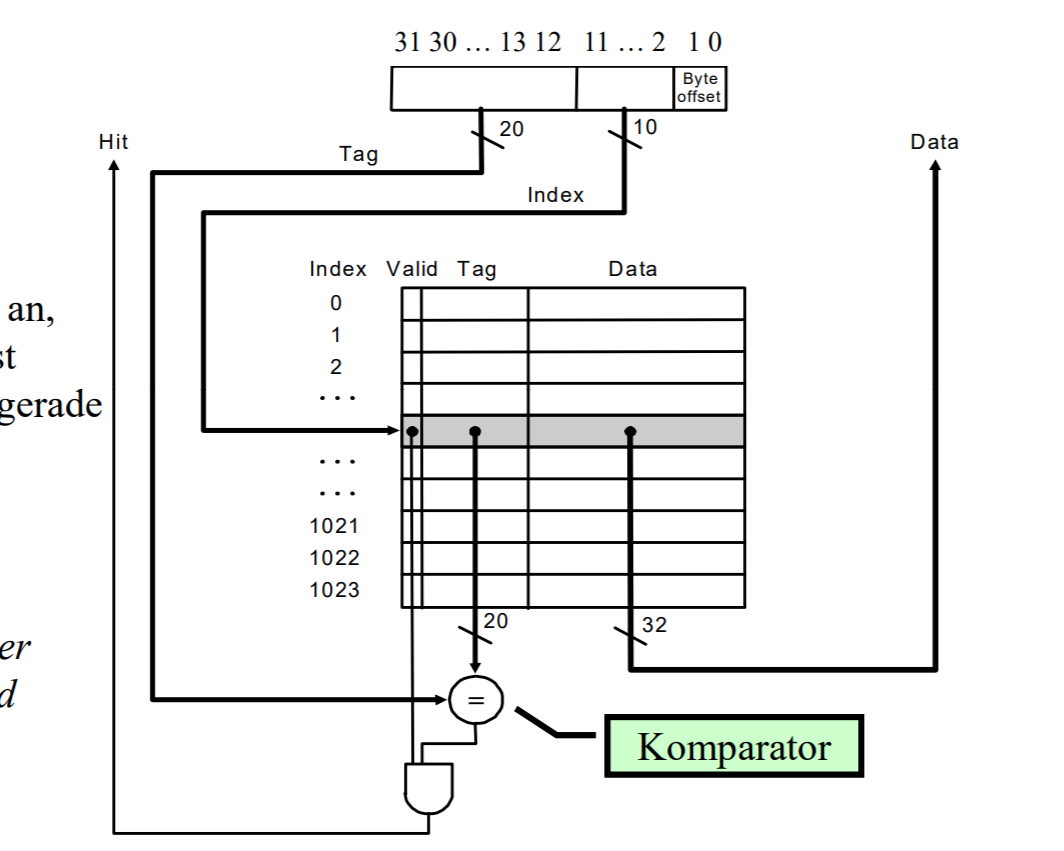 31 30 … 13 12 11 … 2 1 0
Byte
offset
20 10
Hit Tag Data
Index
Index Valid Tag Data
0
an,
1
st
2
...
gerade
...
...
1021
1022
1023
20 32
er
d
=
Komparator